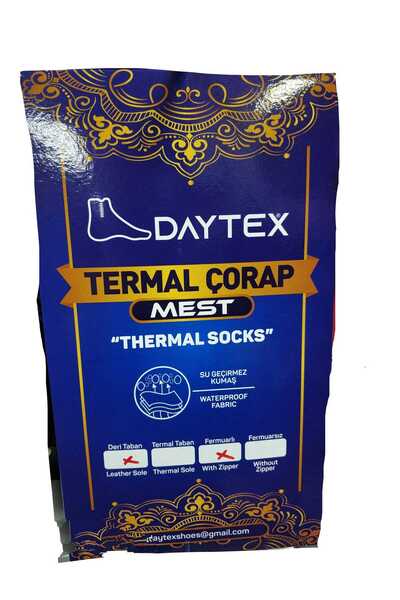 DAYTEX
TERMAL ÇORAP
MEST
"THERMAL SOCKS"
SU GEÇİRMEZ
KUMAŞ
WATERPROOF
FABRIC
Deri Taban Termal Taban Fermuarlı Fermuarsız
Leather Sole Thermal Sole With Zipper Without
Zipper
daytexshoes@gmail.com